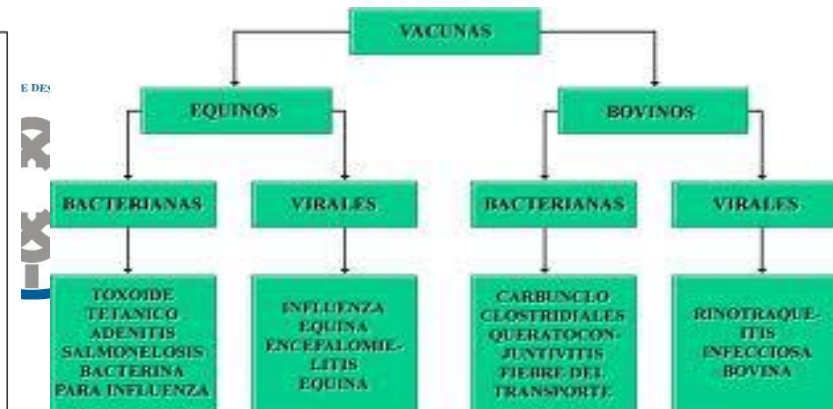 VACUNAS
E DES
EQUINOS
BOVINOS
BACTERIANAS
VIRALES
BACTERIANAS
VIRALES
TOXOIDE
TETANICO
ADENITIS
SALMONELOSIS
BACTERINA
PARA INFLUENZA
INFLUENZA
EQUINA
ENCEFALOMIE-
LITIS
EQUINA
CARBUNCLO
CLOSTRIDIALES
QUERATOCON-
JUNTIVITIS
FIEBRE DEL
TRANSPORTE
RINOTRAQUE-
ITIS
INFECCIOSA
BOVINA